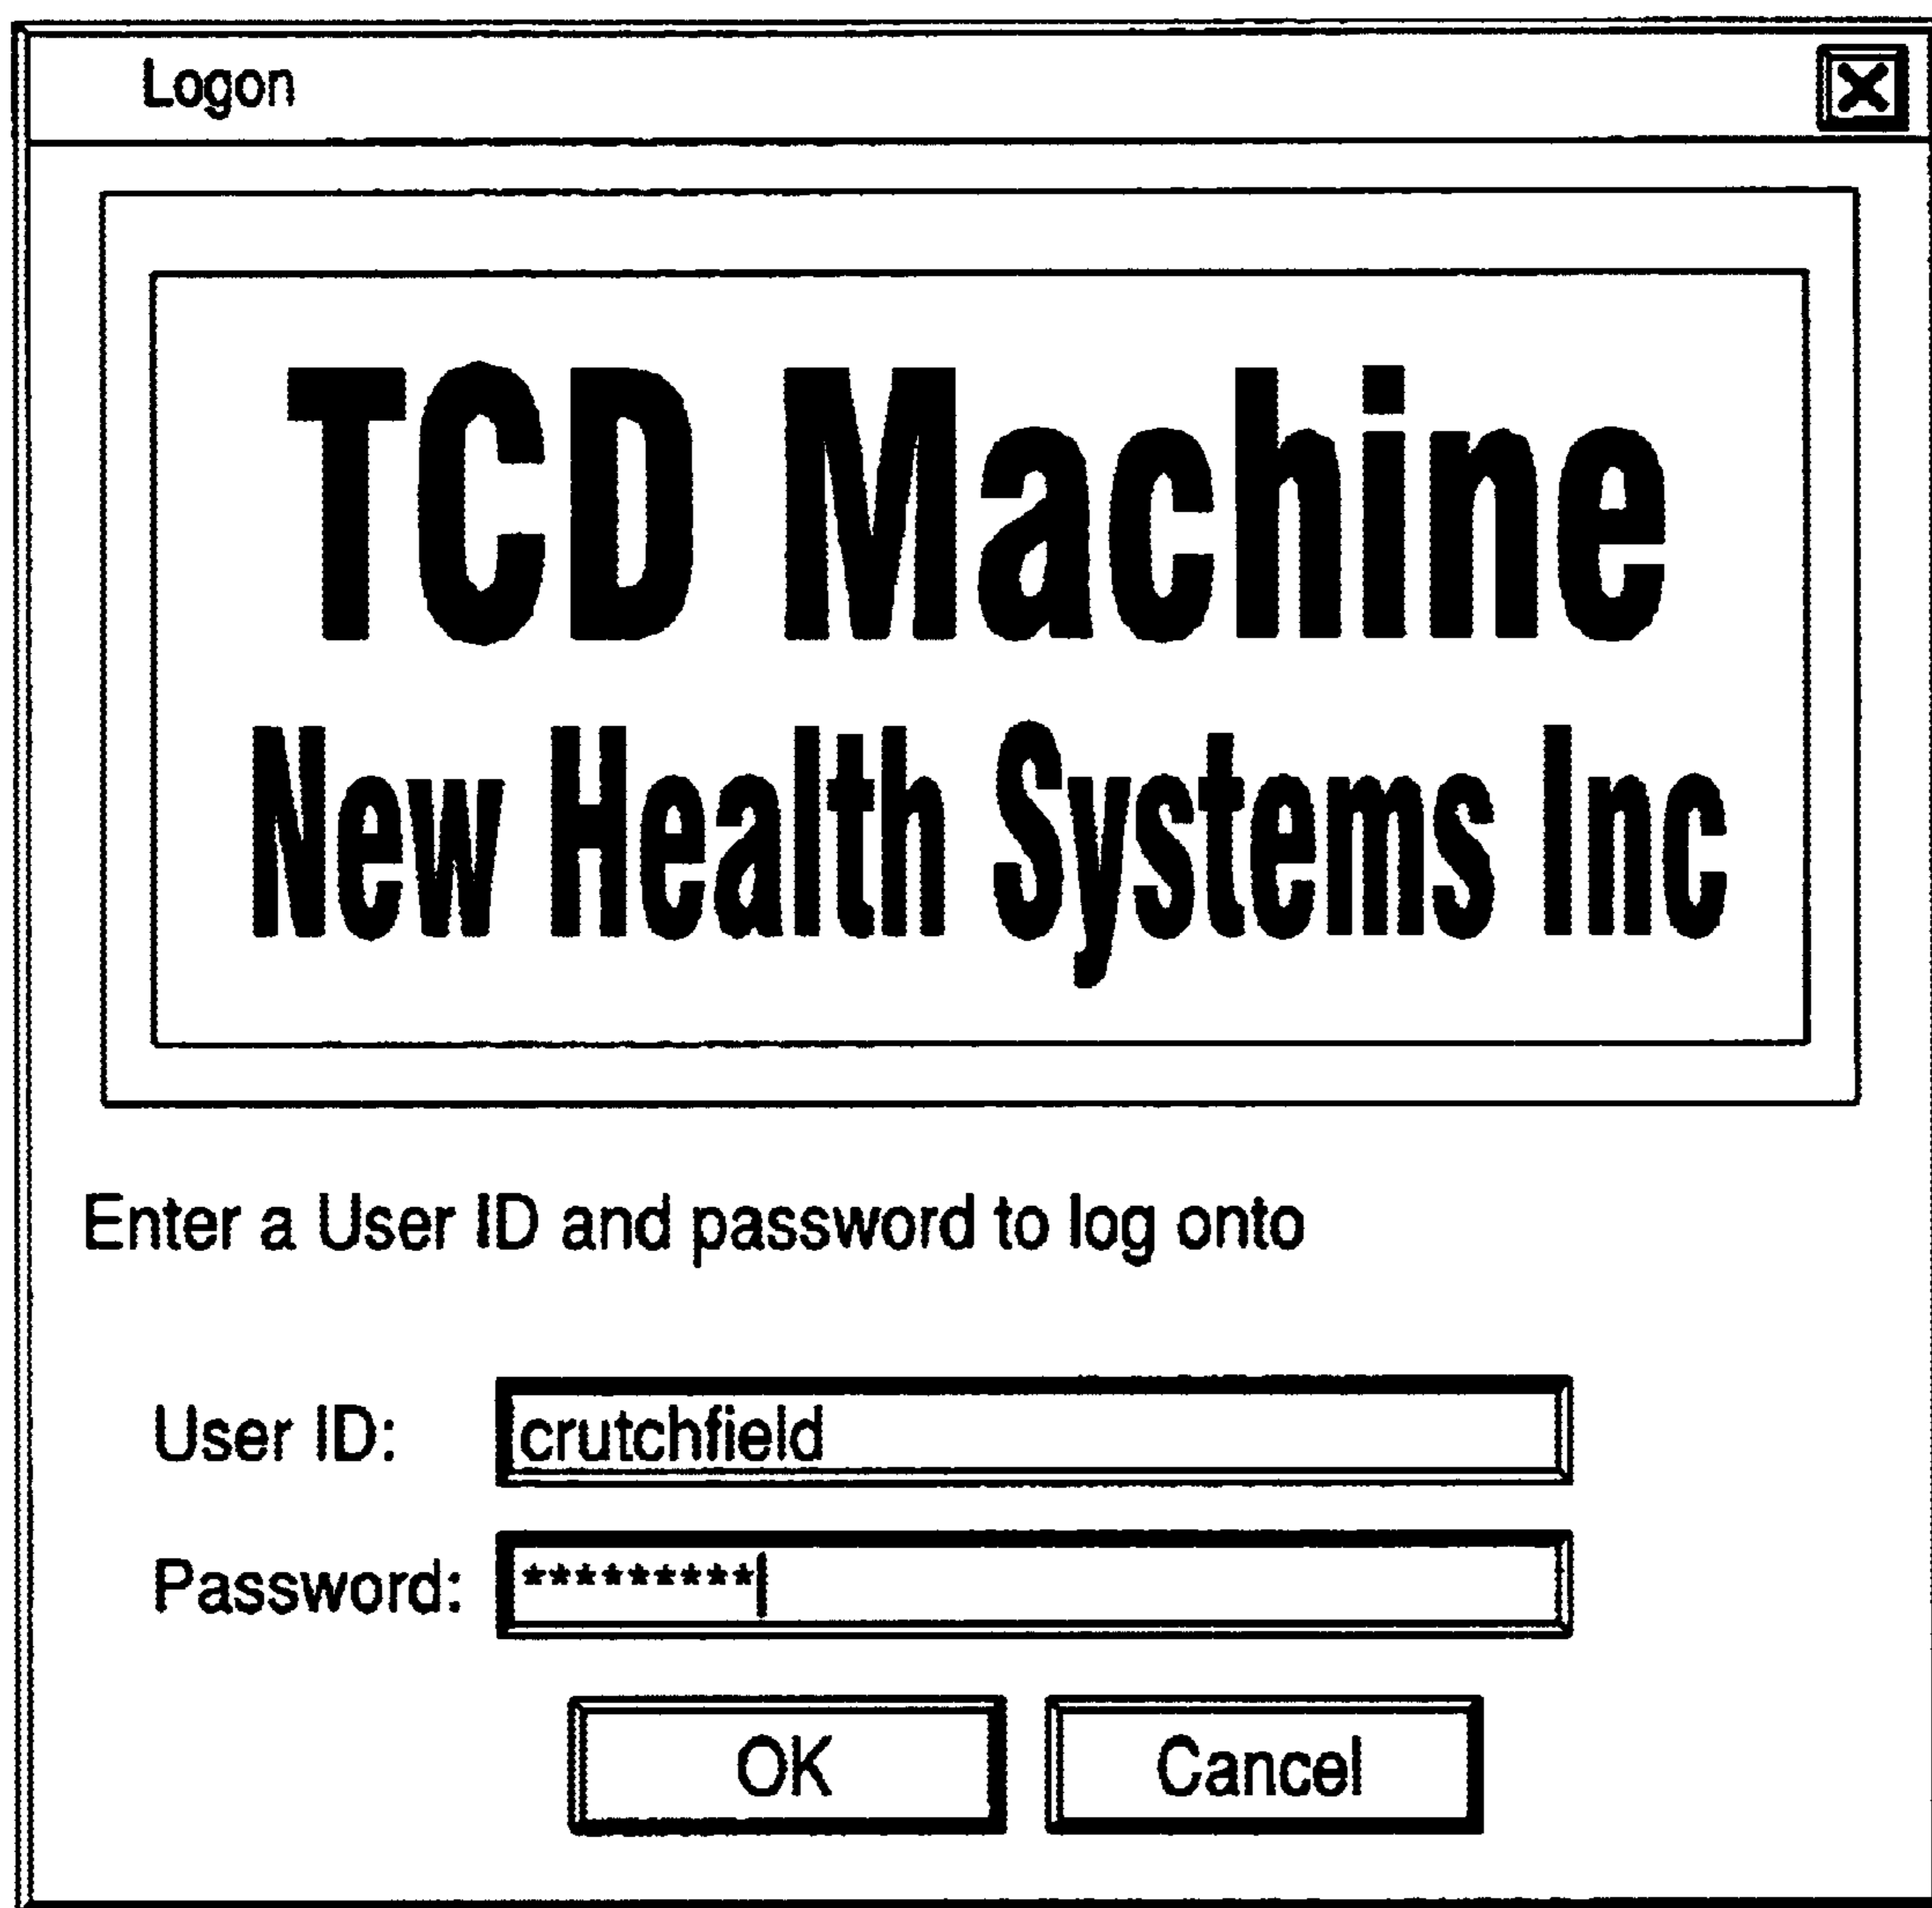 Logon
TCD Machine
New Health Systems Inc
Enter a User ID and password to log onto
User ID: crutchfield
Password: *********
OK Cancel